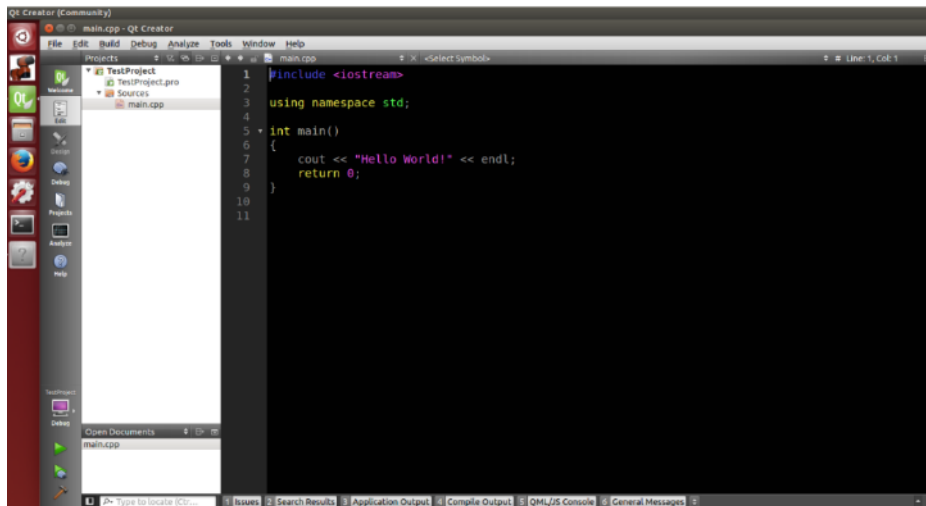 Qt Creator (Community)
main.cpp - Qt Creator
File Edit Build Debug Analyze Tools Window Help
Projects
main.cpp
<Select Symbol>
Line: 1, Col: 1
TestProject
TestProject.pro
Sources
main.cpp
Welcome
Edit
Design
Debug
Projects
Analyze
Help
1 #include <iostream>
2
3 using namespace std;
4
5 int main()
6 {
7 cout << "Hello World!" << endl;
8 return 0;
9 }
10
11
TestProject
Debug
Open Documents
main.cpp
Type to locate (Ctr...
1 Issues 2 Search Results 3 Application Output 4 Compile Output 5 QML/JS Console 6 General Messages